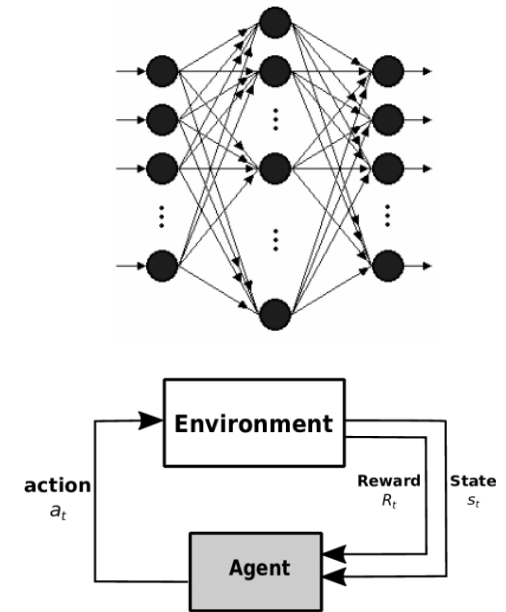 Environment
action
a_t
Reward
R_t
State
s_t
Agent